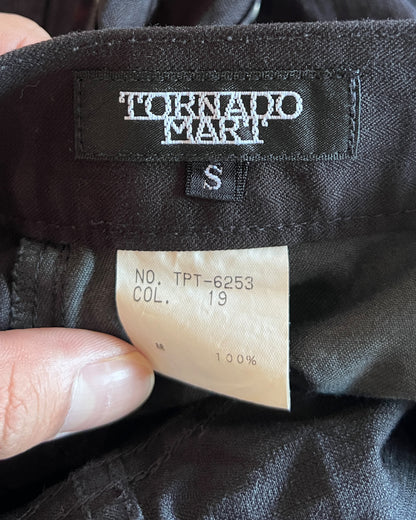 TORNADO
MART
S
NO. TPT-6253
COL. 19
M 100%